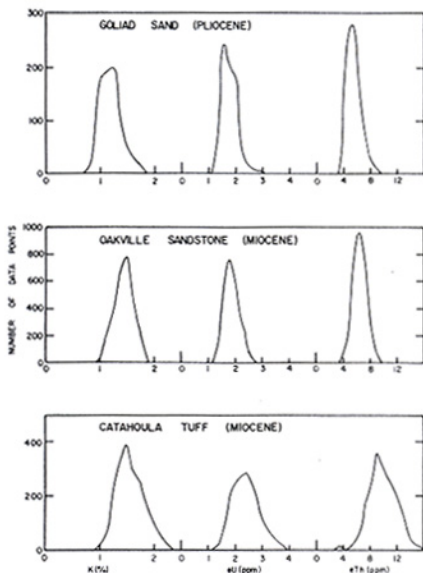 GOLIAD SAND (PLIOCENE)
300
200
100
0
0 1 2 0 1 2 3 0 4 8 12
NUMBER OF DATA POINTS
OAKVILLE SANDSTONE (MIOCENE)
1000
800
600
400
200
0
1 2 0 1 2 3 0 4 8 12
CATAHOULA TUFF (MIOCENE)
400
200
0
0 1 2 0 1 2 3 4 0 4 8 12
K(%) eU(ppm) eTh(ppm)